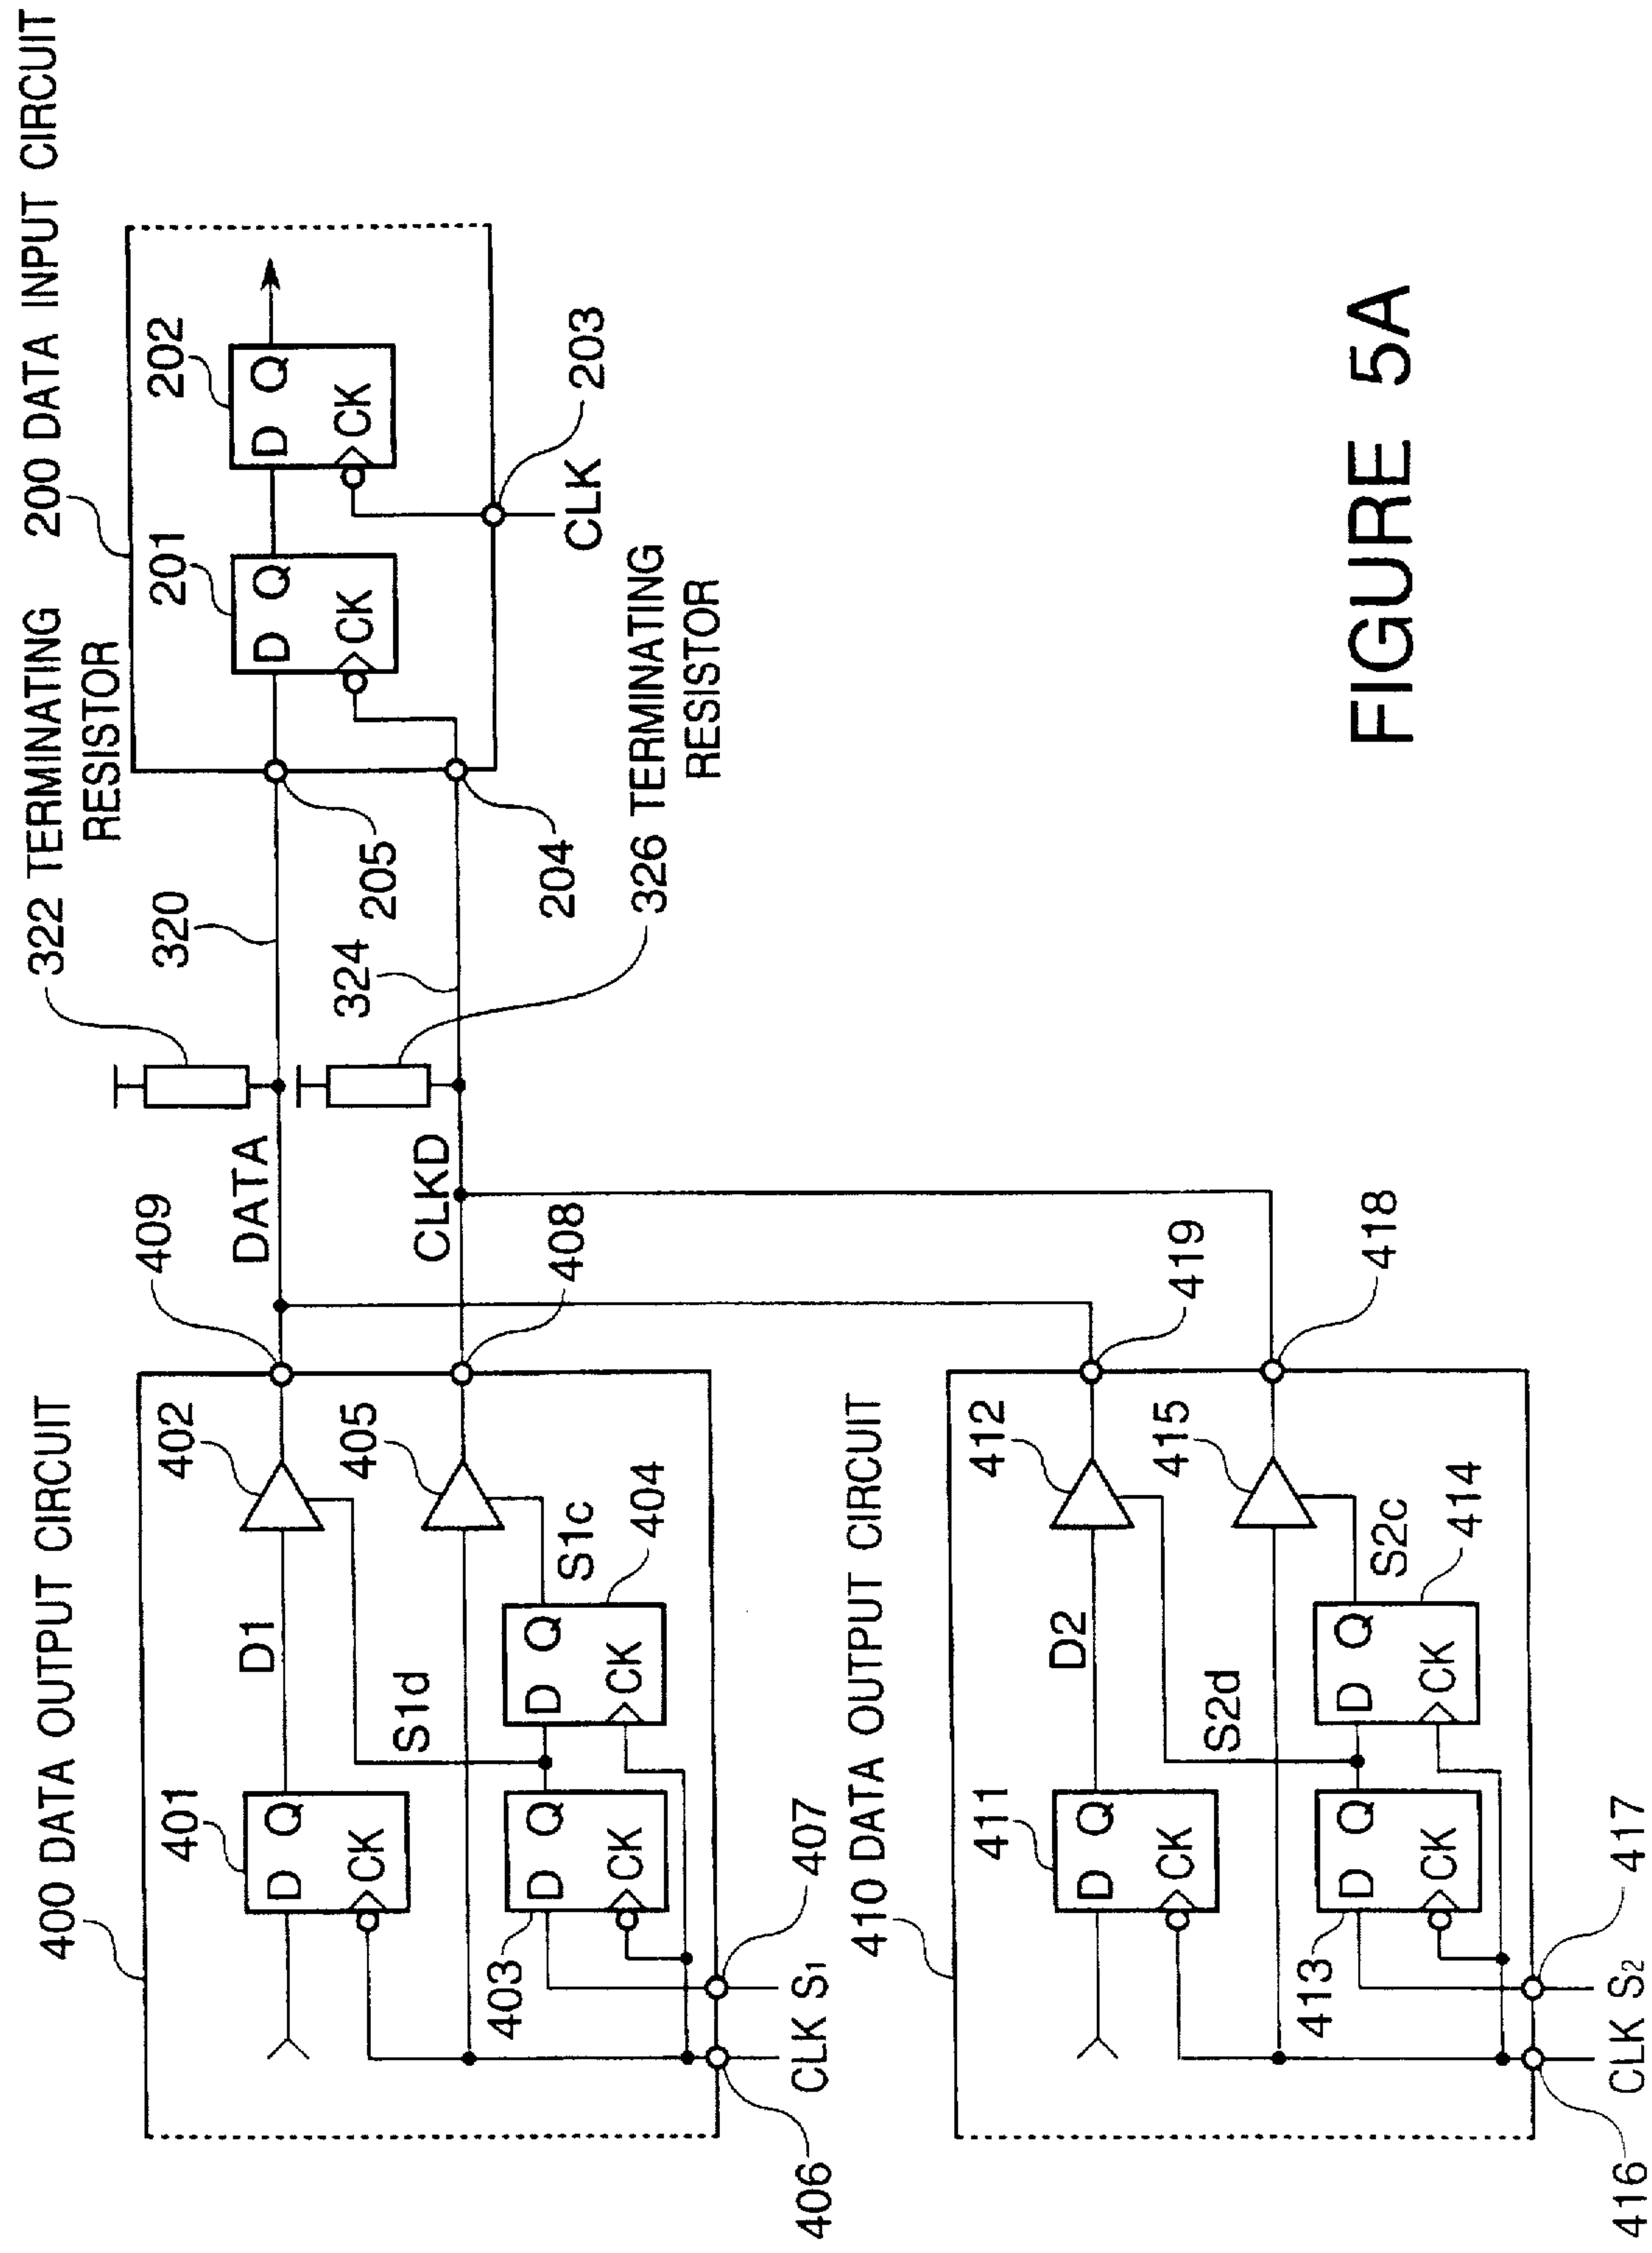 200 DATA INPUT CIRCUIT
322 TERMINATING
RESISTOR
201
202
D Q
CK
D Q
CK
320
205
324
204
203
CLK
326 TERMINATING
RESISTOR
DATA
CLKD
409
408
400 DATA OUTPUT CIRCUIT
401
402
D Q
CK
D1
405
S1d
S1c
403
D Q
CK
404
D Q
CK
406
CLK
S1
407
419
418
410 DATA OUTPUT CIRCUIT
411
412
D Q
CK
D2
415
S2d
S2c
413
D Q
CK
414
D Q
CK
416
CLK
S2
417
FIGURE 5A